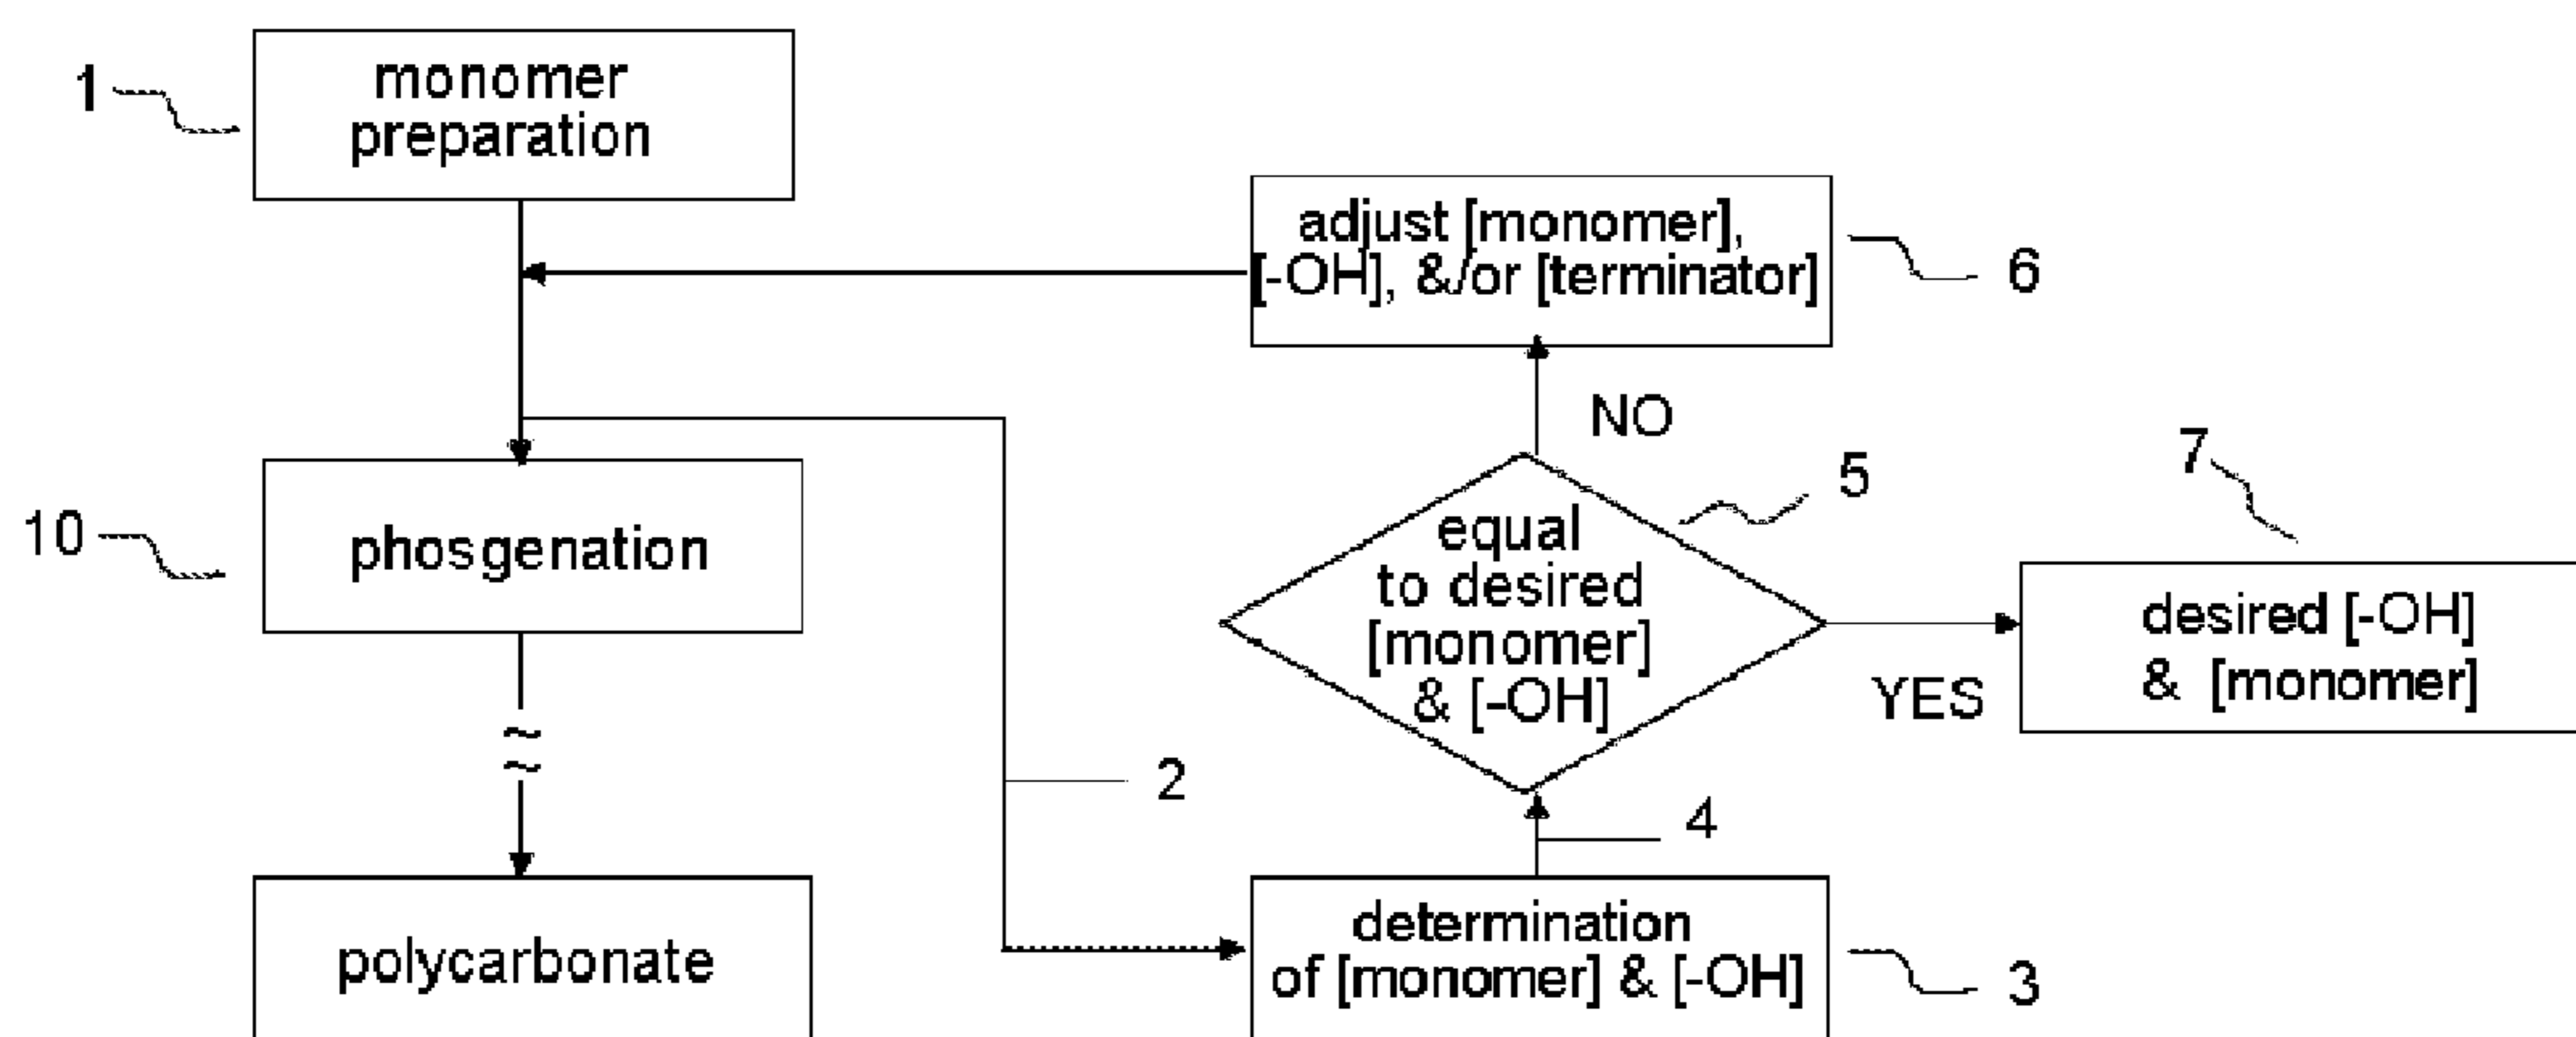 1
monomer
preparation
adjust [monomer],
[-OH], &/or [terminator]
6
NO
10
phosgenation
5
equal
to desired
[monomer]
& [-OH]
7
YES
desired [-OH]
& [monomer]
~
~
2
4
polycarbonate
determination
of [monomer] & [-OH]
3